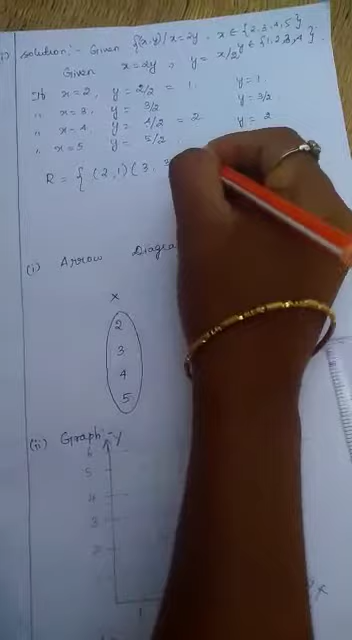 i) Solution:- Given {(x,y)/x=2y, x ∈ {2,3,4,5}
y ∈ {1,2,3,4}.
Given x=2y, y = x/2
If x=2, y = 2/2 = 1. y=1.
" x=3, y= 3/2 y=3/2
" x=4. y= 4/2 = 2 y=2
" x=5 y= 5/2
R = { (2,1) (3,
(i) Arrow Diagra
x
2
3
4
5
(ii) Graph:- y
6
5
4
3
2
1
x